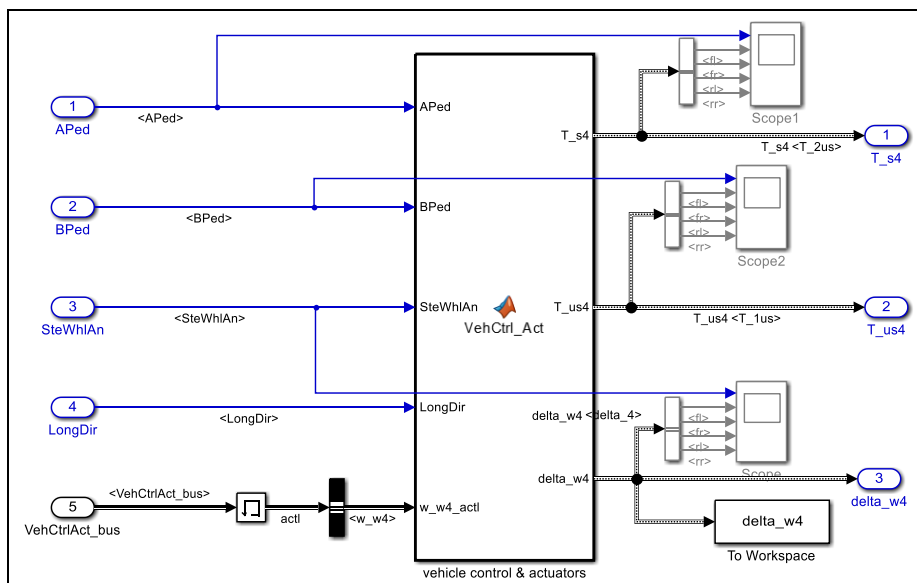 1
APed
<APed>
2
BPed
<BPed>
3
SteWhlAn
<SteWhlAn>
4
LongDir
<LongDir>
5
VehCtrlAct_bus
<VehCtrlAct_bus>
actl
<w_w4>
APed
BPed
SteWhlAn
LongDir
w_w4_actl
VehCtrl_Act
T_s4
T_us4
delta_w4
vehicle control & actuators
<fl>
<fr>
<rl>
<rr>
Scope1
T_s4 <T_2us>
1
T_s4
<fl>
<fr>
<rl>
<rr>
Scope2
T_us4 <T_1us>
2
T_us4
delta_w4 <delta_4>
<fl>
<fr>
<rl>
<rr>
Scope
3
delta_w4
delta_w4
To Workspace